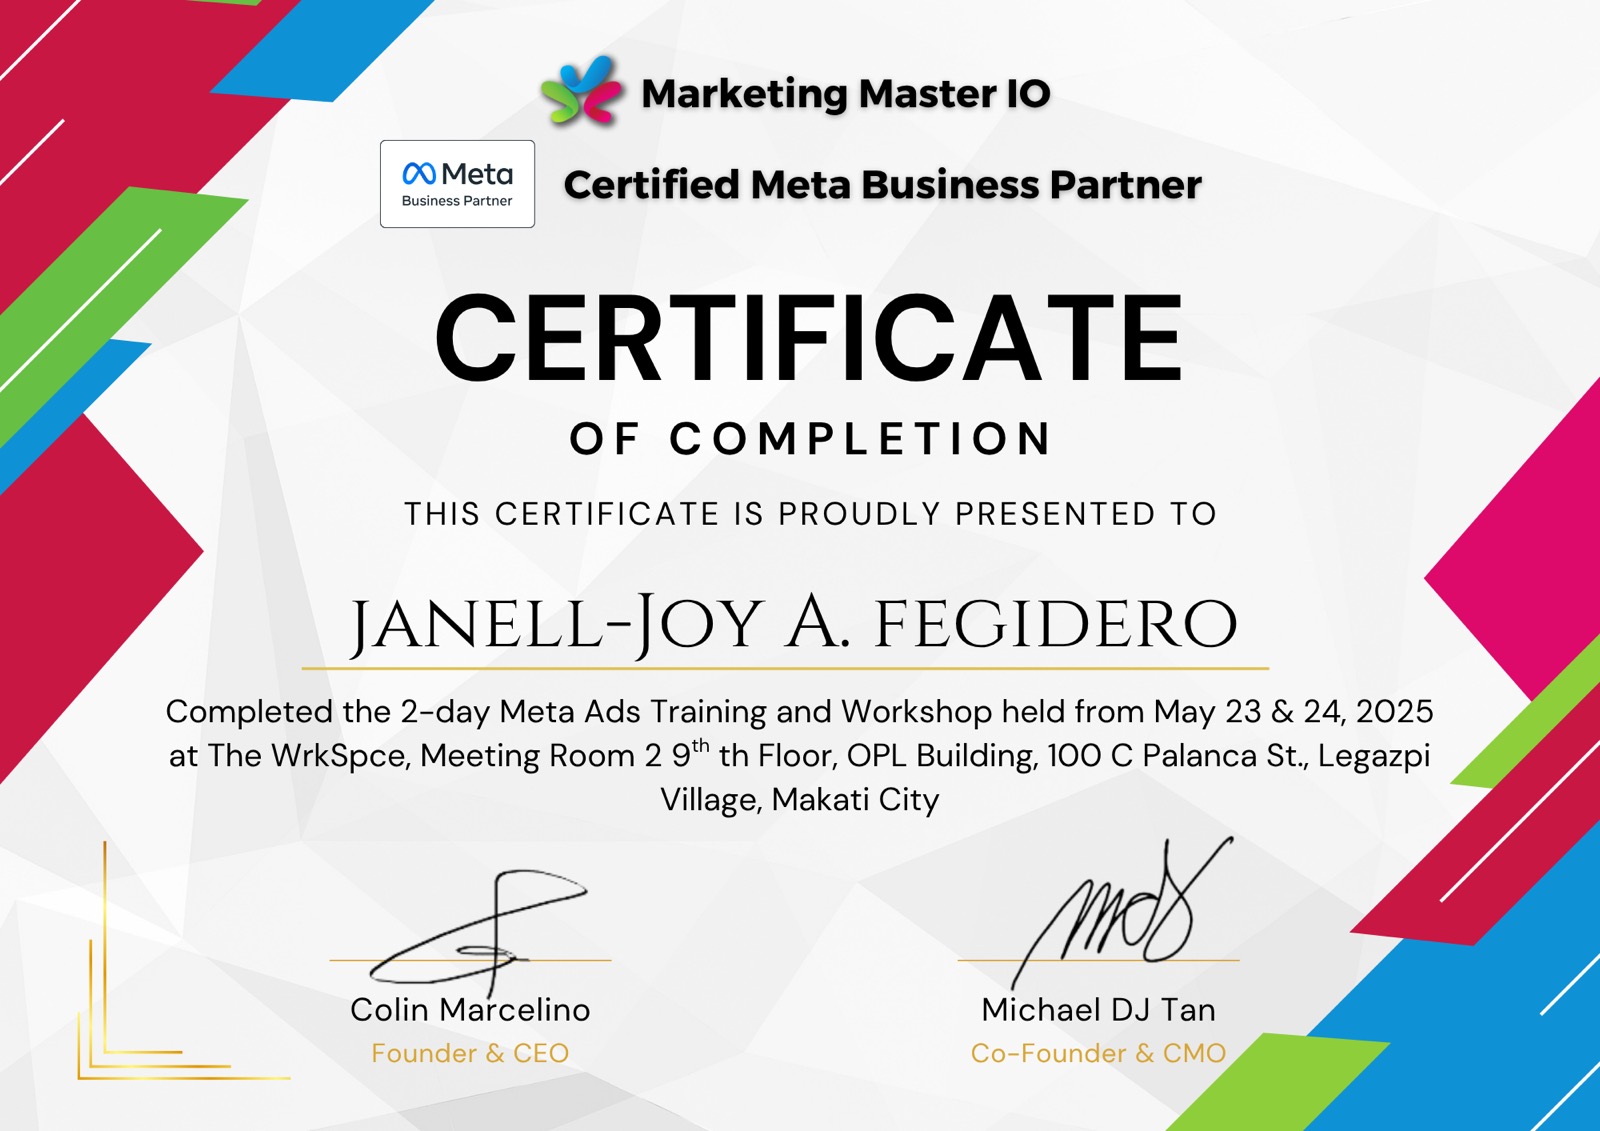 Marketing Master IO
Meta
Business Partner
Certified Meta Business Partner
CERTIFICATE
OF COMPLETION
THIS CERTIFICATE IS PROUDLY PRESENTED TO
JANELL-JOY A. FEGIDERO
Completed the 2-day Meta Ads Training and Workshop held from May 23 & 24, 2025
at The WrkSpce, Meeting Room 2 9th th Floor, OPL Building, 100 C Palanca St., Legazpi
Village, Makati City
Colin Marcelino
Founder & CEO
Michael DJ Tan
Co-Founder & CMO